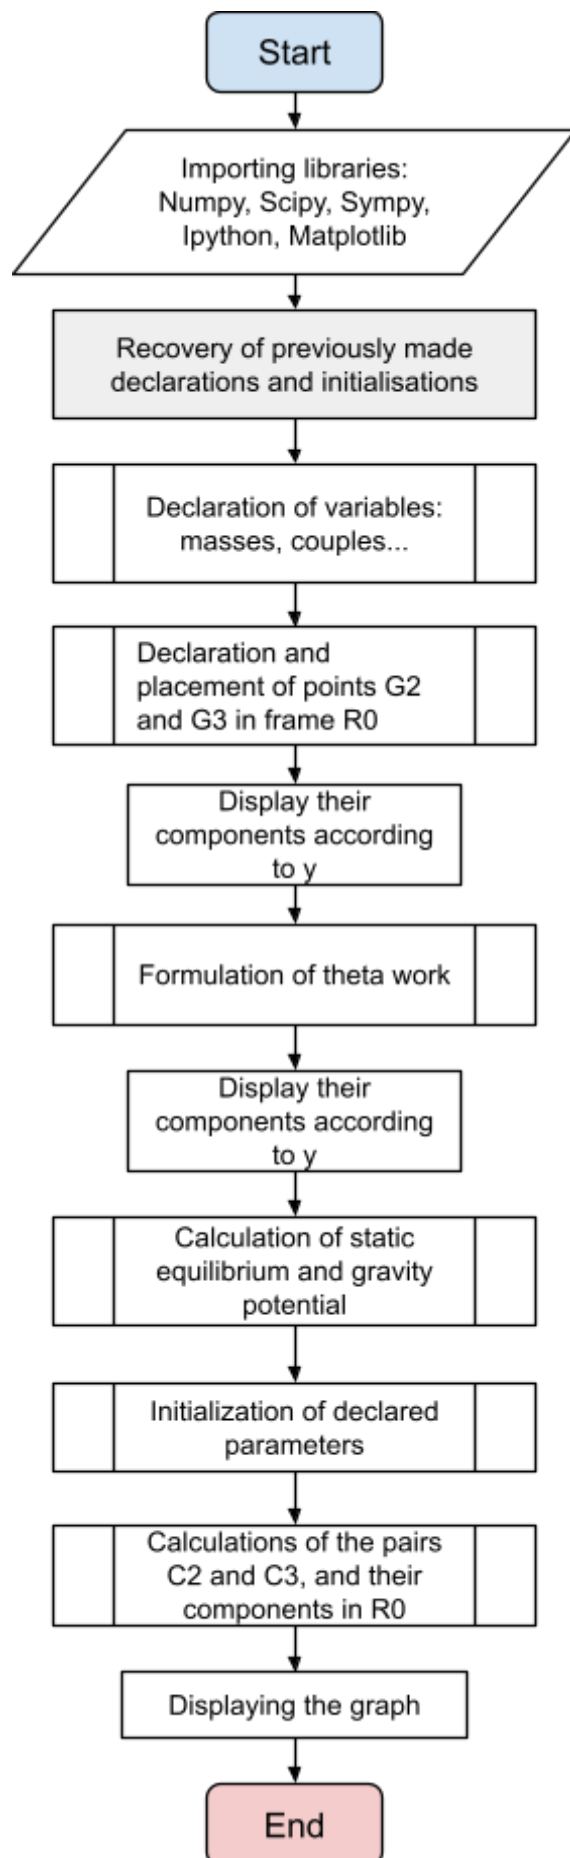 Start
Importing libraries:
Numpy, Scipy, Sympy,
Ipython, Matplotlib
Recovery of previously made
declarations and initialisations
Declaration of variables:
masses, couples...
Declaration and
placement of points G2
and G3 in frame R0
Display their
components according
to y
Formulation of theta work
Display their
components according
to y
Calculation of static
equilibrium and gravity
potential
Initialization of declared
parameters
Calculations of the pairs
C2 and C3, and their
components in R0
Displaying the graph
End